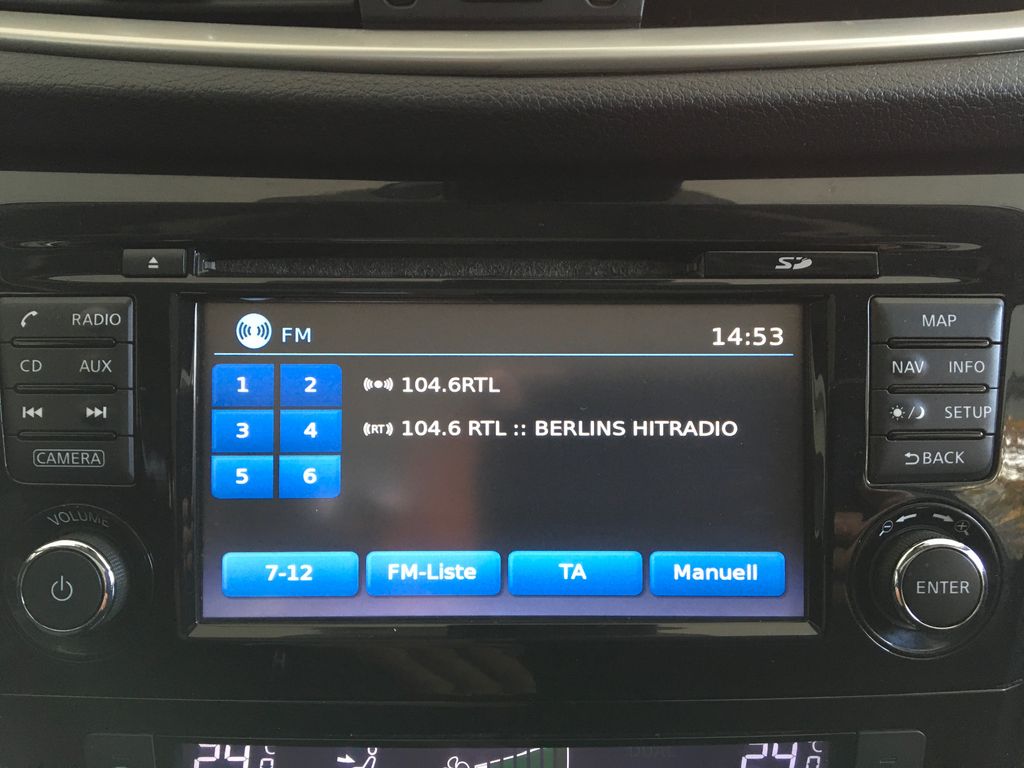 SD
RADIO
CD AUX
CAMERA
VOLUME
FM 14:53
1 2 104.6RTL
3 4 (RT) 104.6 RTL :: BERLINS HITRADIO
5 6
7-12 FM-Liste TA Manuell
MAP
NAV INFO
/ SETUP
BACK
ENTER